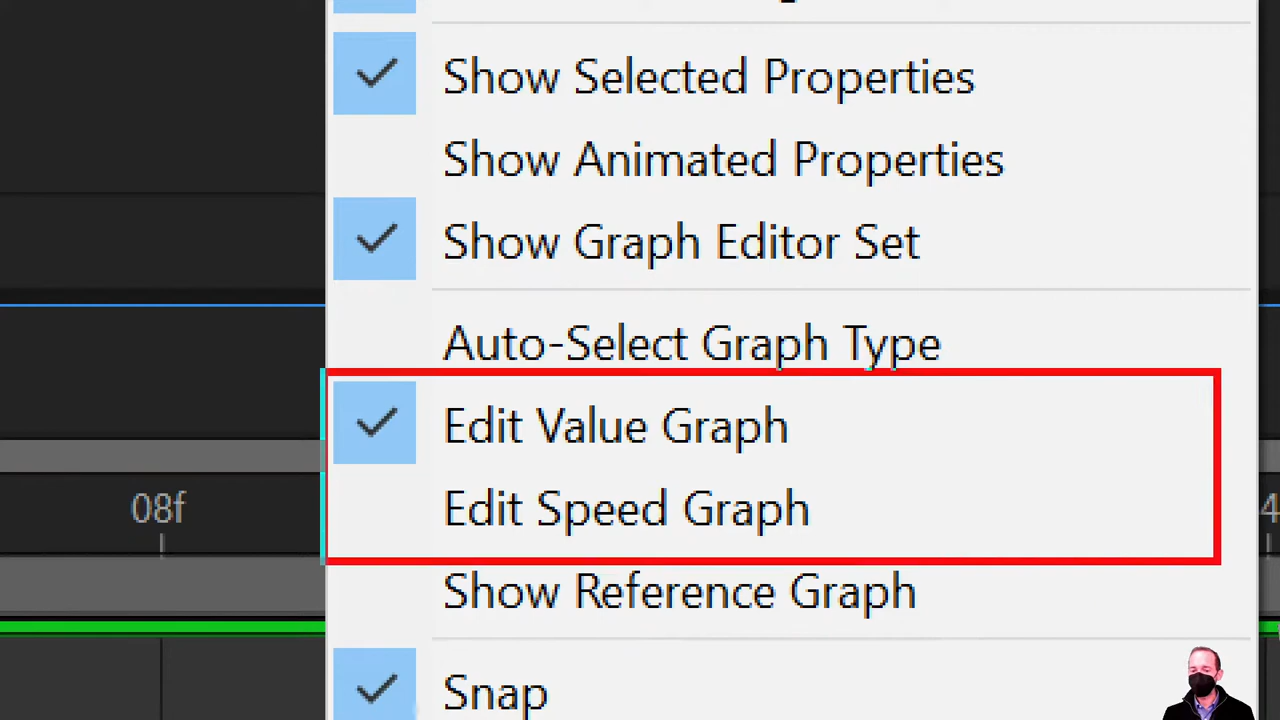 Show Selected Properties
Show Animated Properties
Show Graph Editor Set
Auto-Select Graph Type
Edit Value Graph
08f
Edit Speed Graph
4
Show Reference Graph
Snap